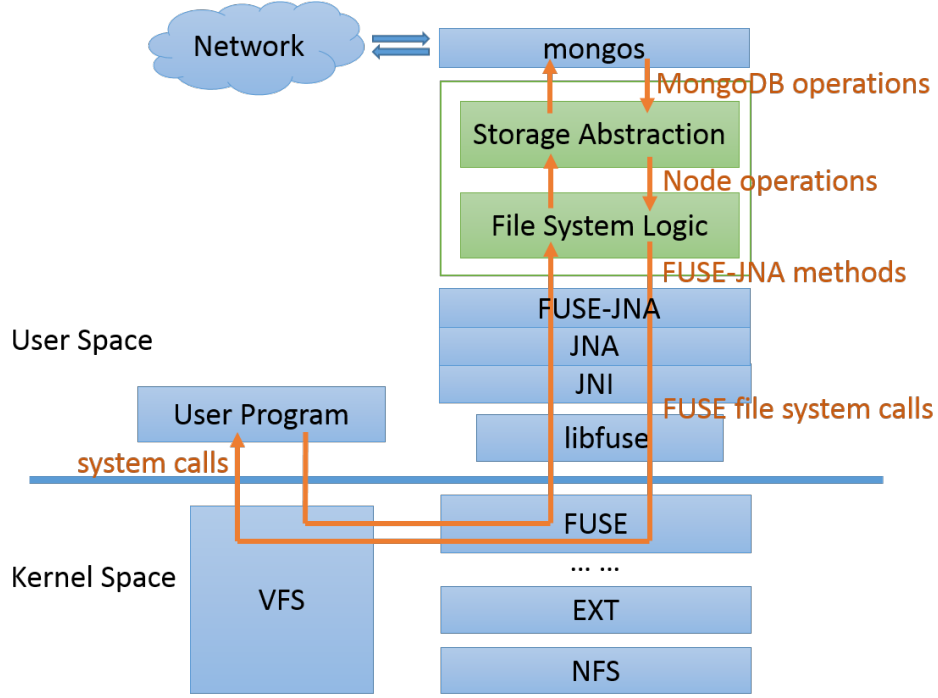 Network
mongos
MongoDB operations
Storage Abstraction
Node operations
File System Logic
FUSE-JNA methods
FUSE-JNA
User Space
JNA
JNI
User Program
FUSE file system calls
libfuse
system calls
FUSE
... ...
Kernel Space
VFS
EXT
NFS